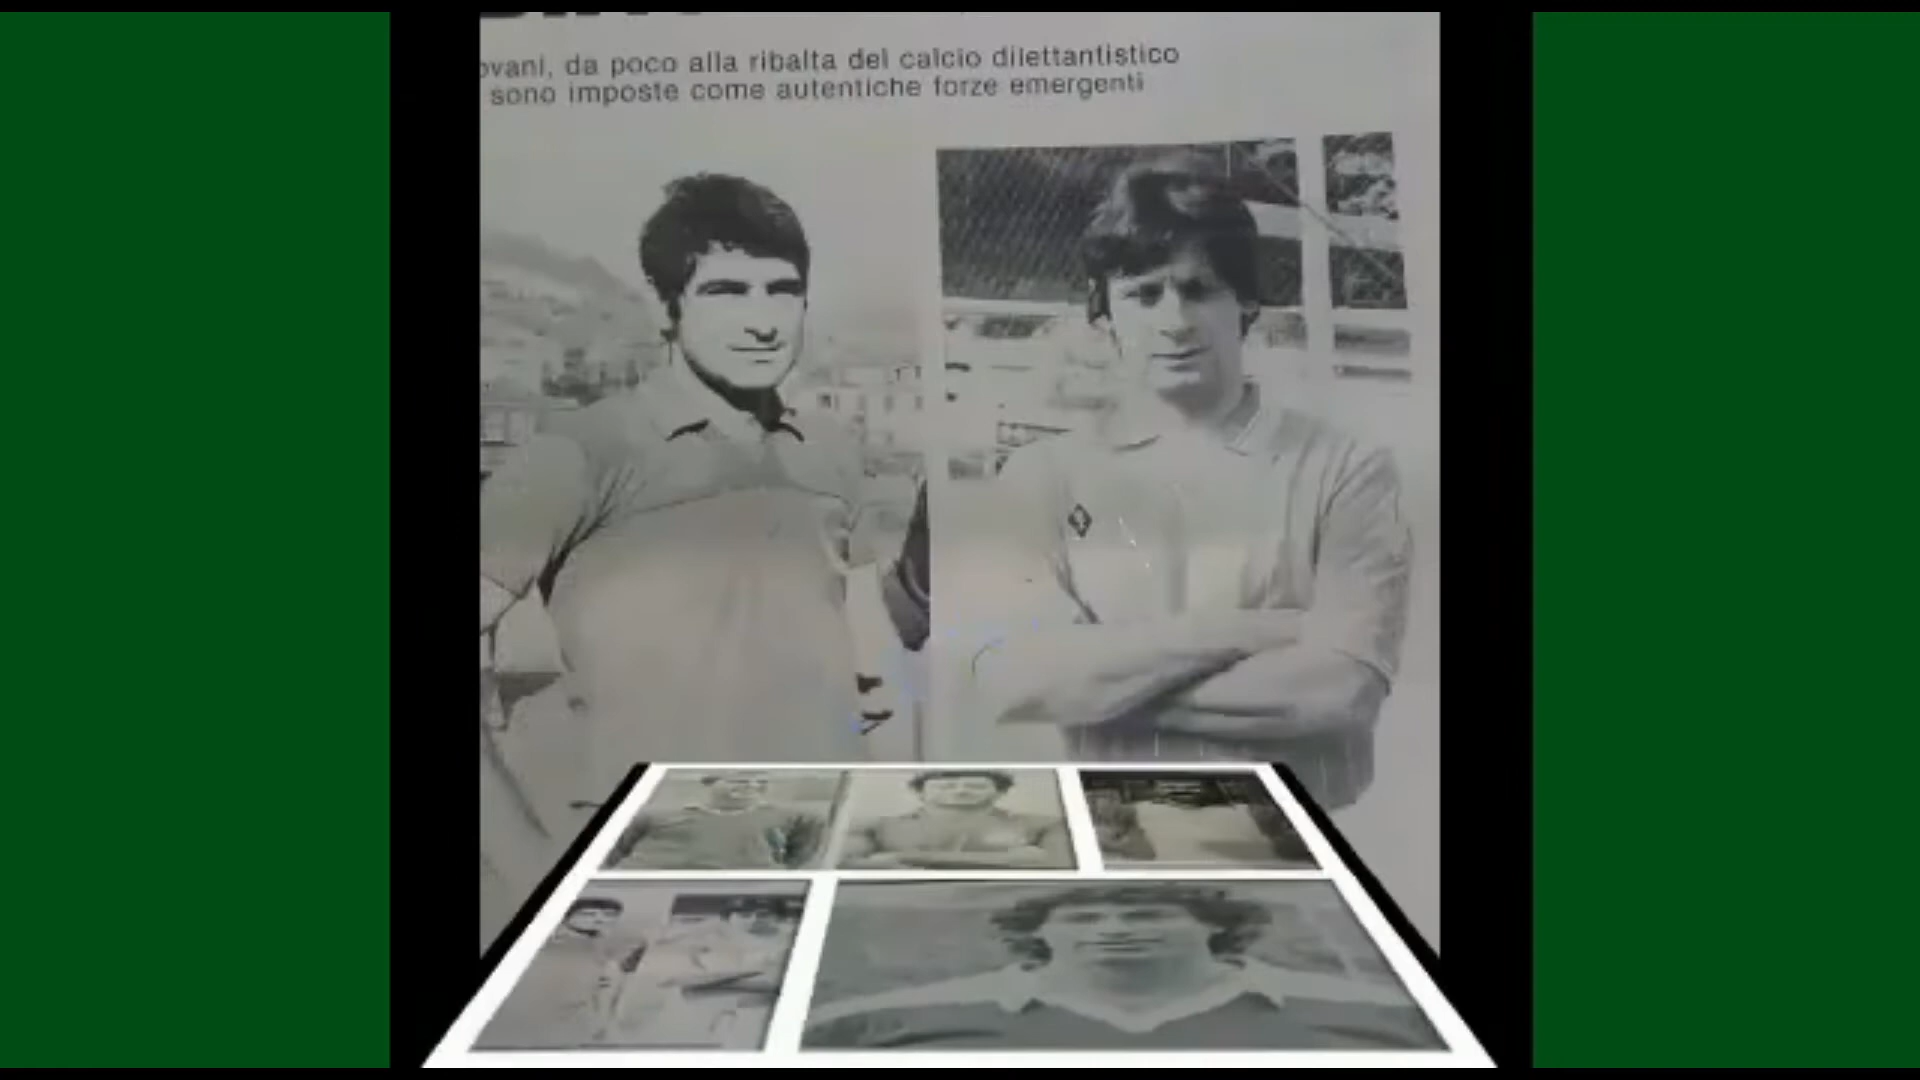 ovani, da poco alla ribalta del calcio dilettantistico
sono imposte come autentiche forze emergenti